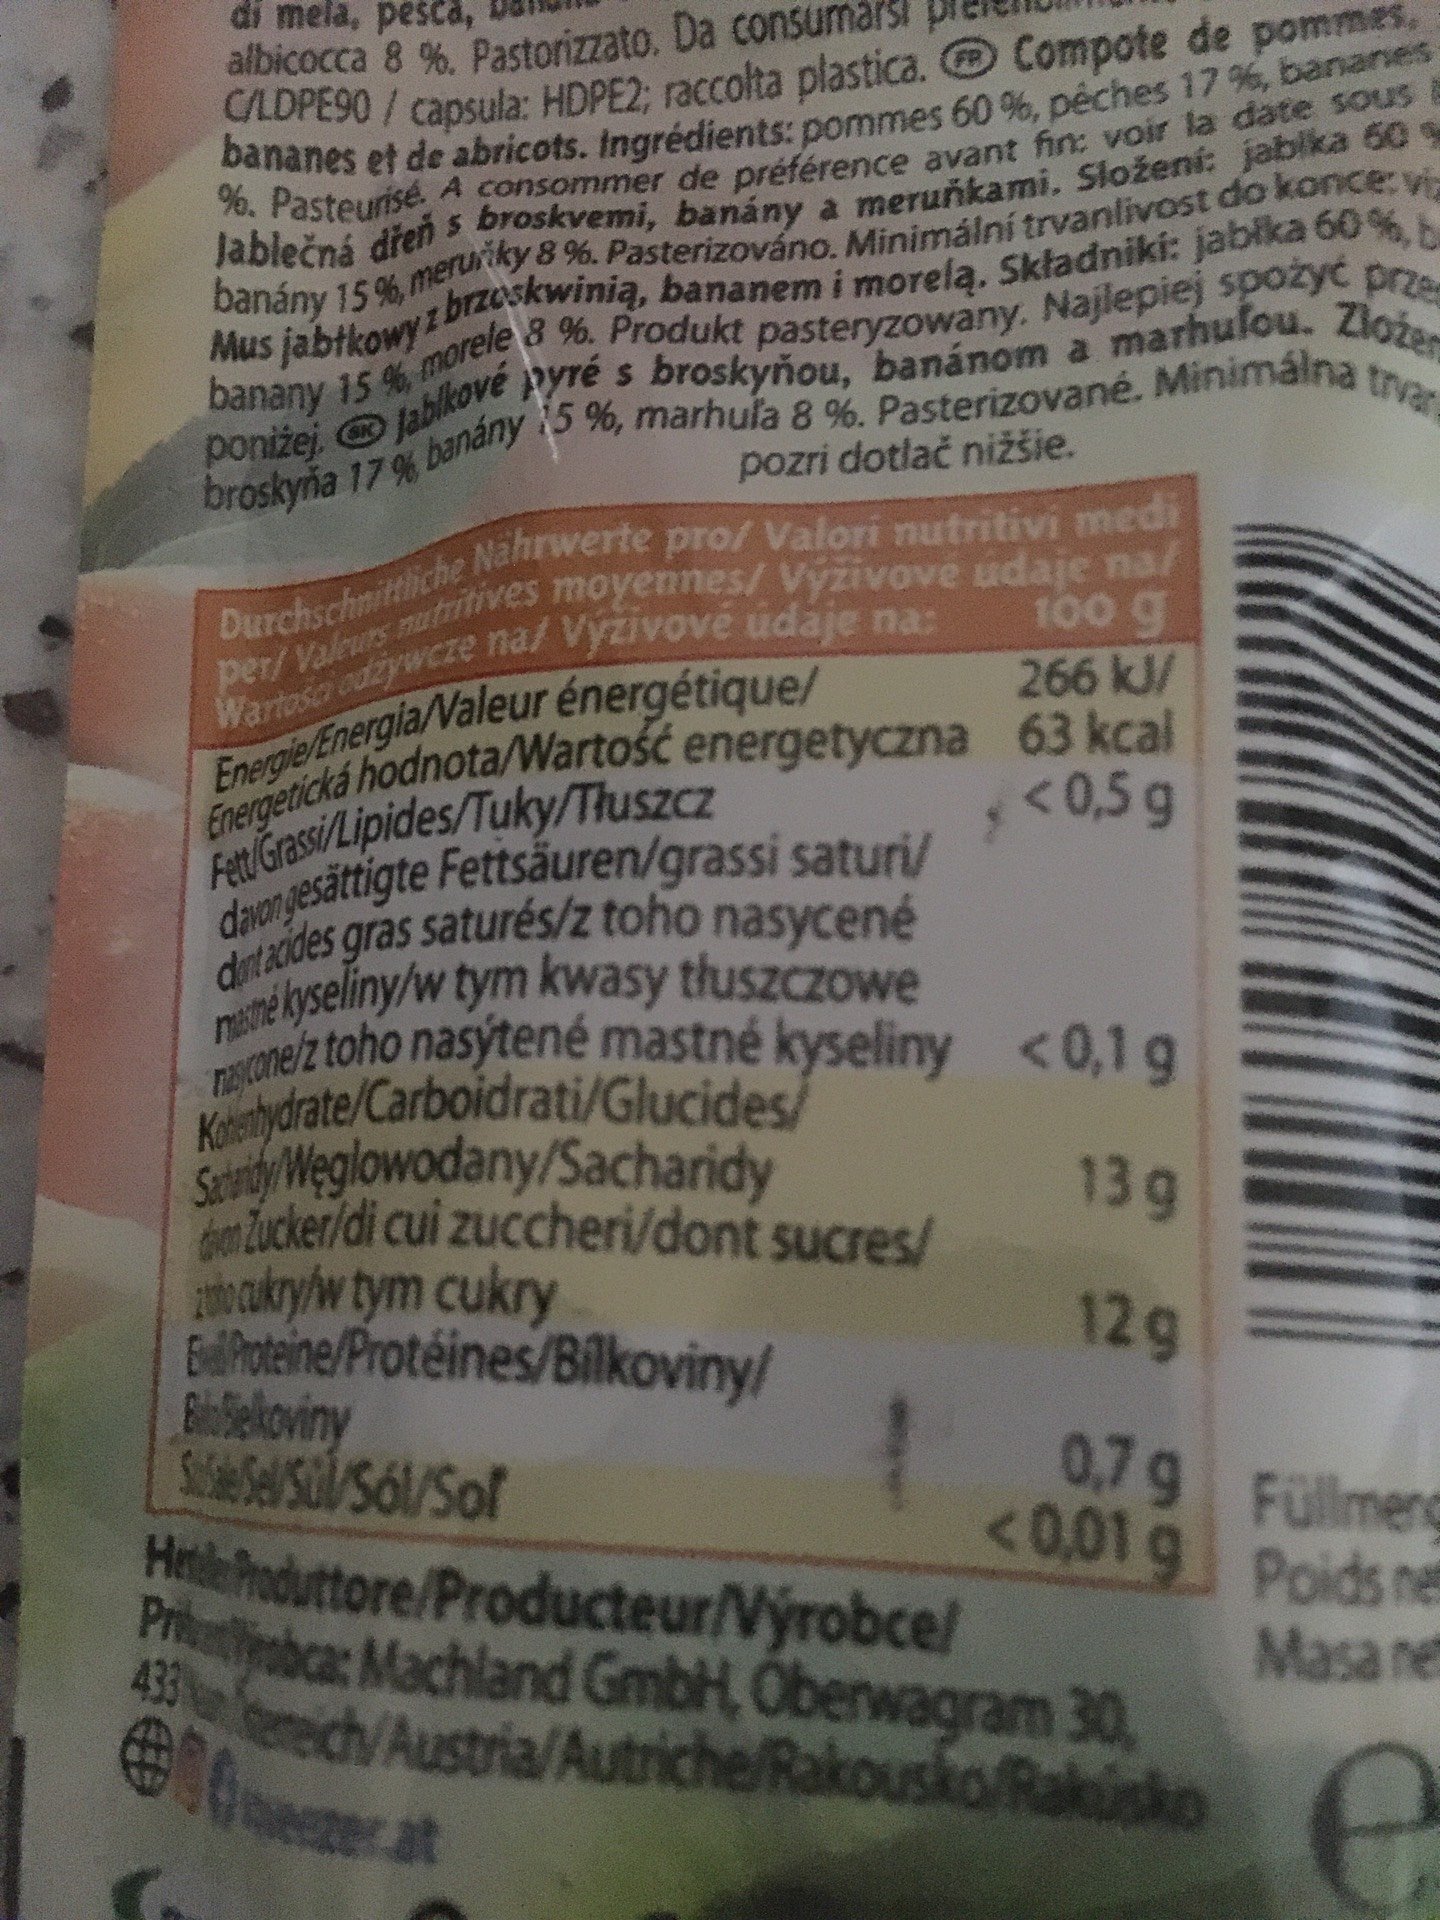 di mela, pesca,
albicocca 8 %. Pastorizzato. Da consumarsi
C/LDPE90 / capsula: HDPE2; raccolta plastica. FR Compote de pommes,
bananes et de abricots. Ingrédients: pommes 60 %, pêches 17 %, bananes
%. Pasteurisé. A consommer de préférence avant fin: voir la date sous
Jablečná dřeň s broskvemi, banány a meruňkami. Složení: jablka 60 %
banány 15 %, meruňky 8 %. Pasterizováno. Minimální trvanlivost do konce: viz
Mus jabłkowy z brzoskwinią, bananem i morelą. Składniki: jabłka 60 %,
banany 15 %, morele 8 %. Produkt pasteryzowany. Najlepiej spożyć
poniżej. SK Jablkové pyré s broskyňou, banánom a marhuľou.
broskyňa 17 %, banány 15 %, marhuľa 8 %. Pasterizované. Minimálna
pozri dotlač nižšie.
Durchschnittliche Nährwerte pro/ Valori nutritivi medi
per/ Valeurs nutritives moyennes/ Výživové údaje na/
Wartości odżywcze na/ Výživové údaje na: 100 g
Energie/Energia/Valeur énergétique/ 266 kJ/
Energetická hodnota/Wartość energetyczna 63 kcal
Fett/Grassi/Lipides/Tuky/Tłuszcz < 0,5 g
davon gesättigte Fettsäuren/grassi saturi/
dont acides gras saturés/z toho nasycené
mastné kyseliny/w tym kwasy tłuszczowe
nasycone/z toho nasýtené mastné kyseliny < 0,1 g
Kohlenhydrate/Carboidrati/Glucides/
Sacharidy/Węglowodany/Sacharidy 13 g
davon Zucker/di cui zuccheri/dont sucres/
z toho cukry/w tym cukry 12 g
Eiweiß/Proteine/Protéines/Bílkoviny/
Białko/Bielkoviny 0,7 g
Salz/Sale/Sel/Sůl/Sól/Soľ < 0,01 g
Hersteller/Produttore/Producteur/Výrobce/
Machland GmbH, Oberwagram 30,
Österreich/Austria/Autriche/Rakousko/Rakúsko
Füllmeng
Poids net
Masa net
e